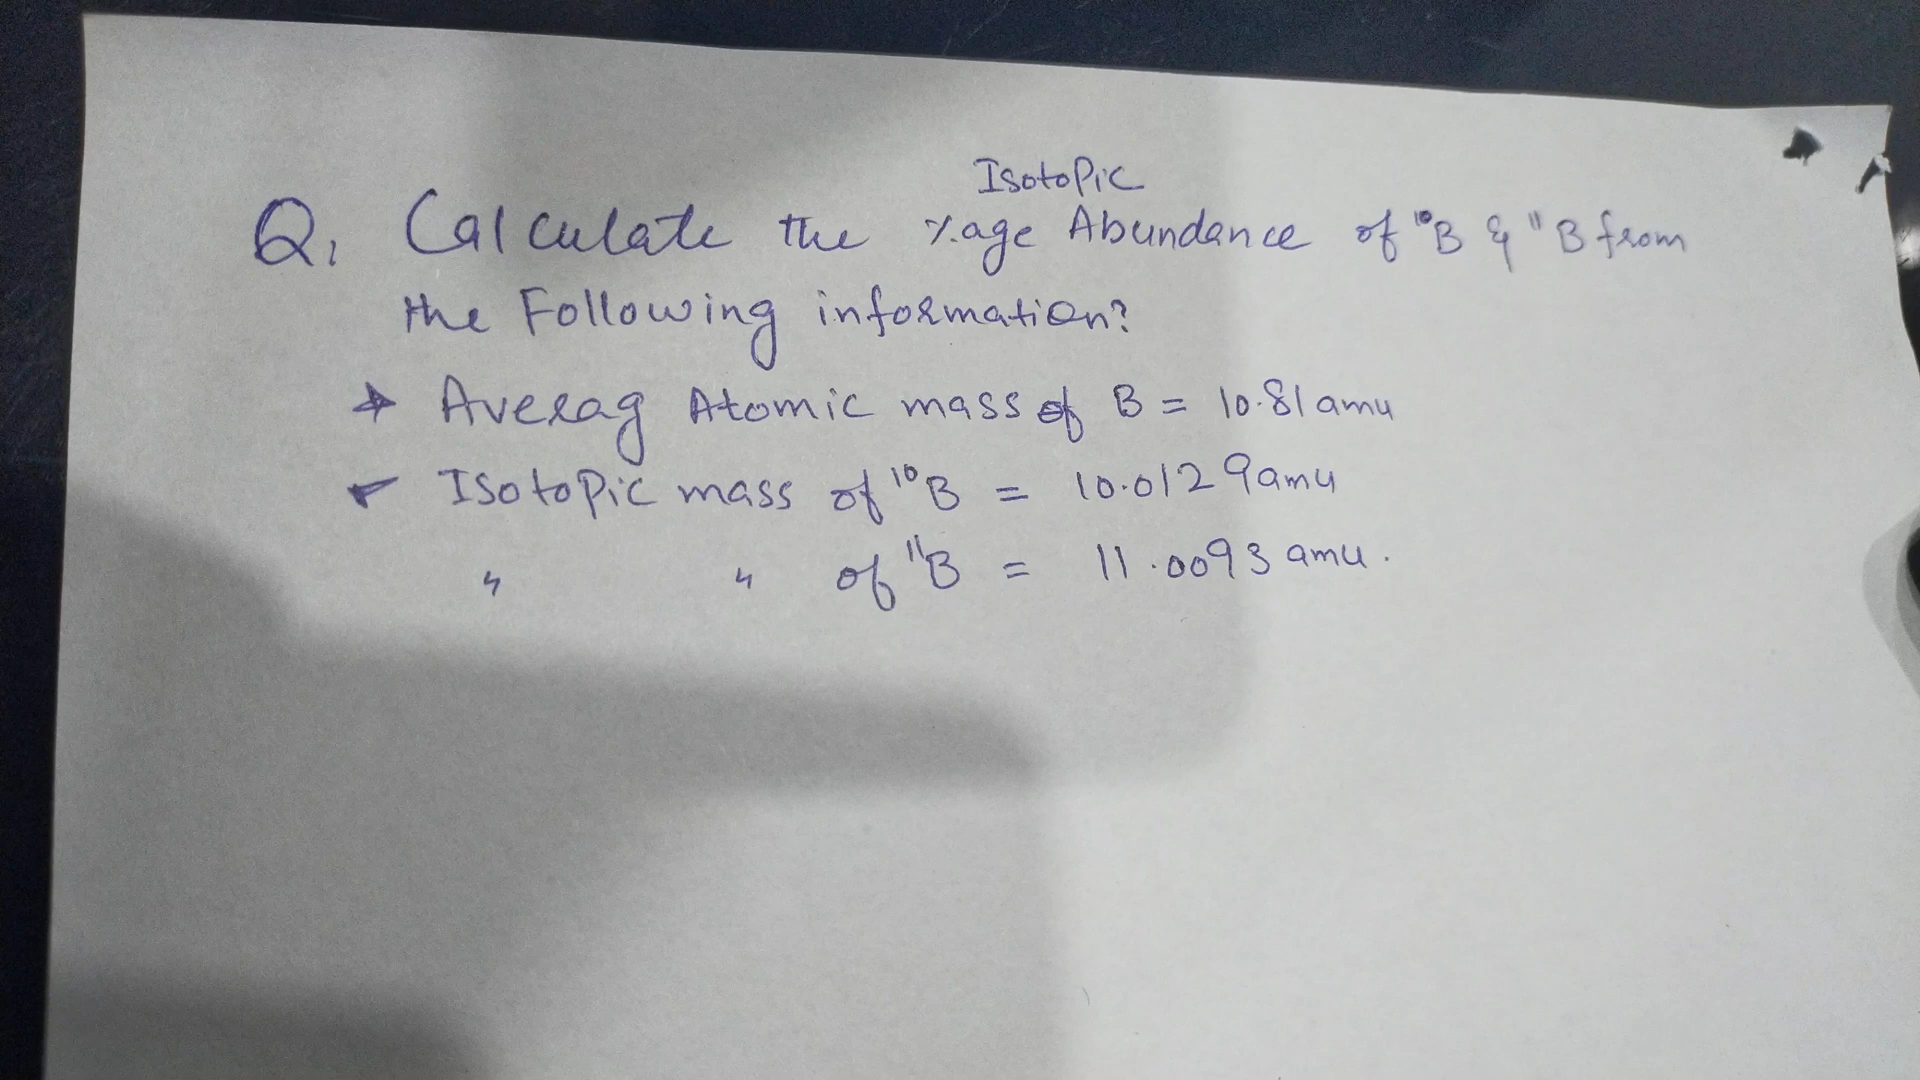 Isotopic
Q. Calculate the %age Abundance of ¹⁰B & ¹¹B from
the Following information?
* Averag Atomic mass of B = 10.81 amu
* Isotopic mass of ¹⁰B = 10.0129 amu
" " of ¹¹B = 11.0093 amu.